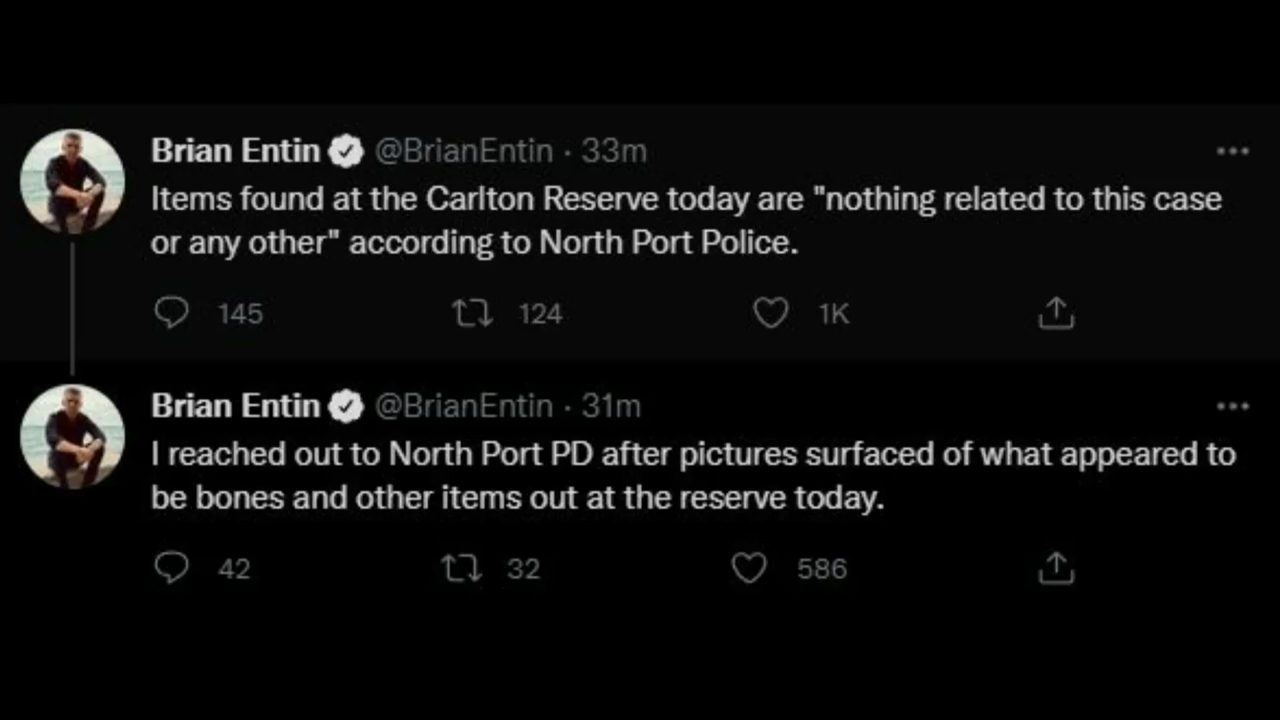 Brian Entin @BrianEntin · 33m
Items found at the Carlton Reserve today are "nothing related to this case
or any other" according to North Port Police.
145 124 1K
Brian Entin @BrianEntin · 31m
I reached out to North Port PD after pictures surfaced of what appeared to
be bones and other items out at the reserve today.
42 32 586